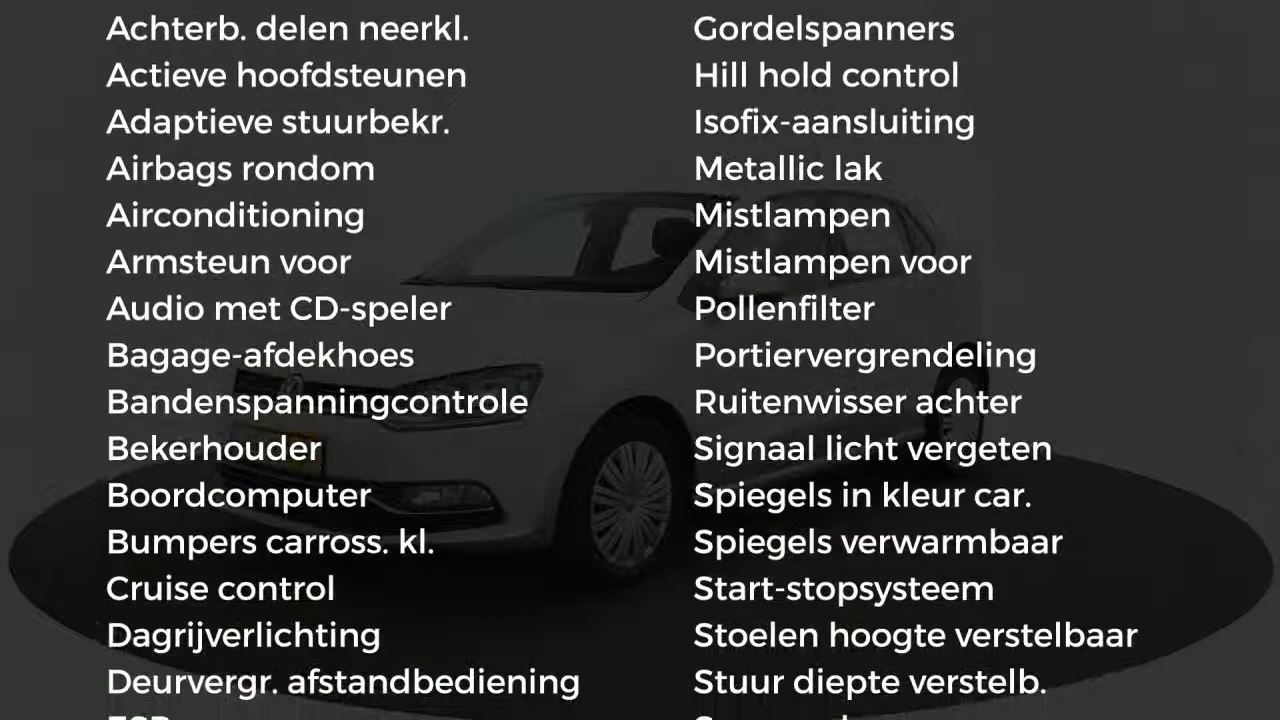 Achterb. delen neerkl.
Actieve hoofdsteunen
Adaptieve stuurbekr.
Airbags rondom
Airconditioning
Armsteun voor
Audio met CD-speler
Bagage-afdekhoes
Bandenspanningcontrole
Bekerhouder
Boordcomputer
Bumpers carross. kl.
Cruise control
Dagrijverlichting
Deurvergr. afstandbediening
Gordelspanners
Hill hold control
Isofix-aansluiting
Metallic lak
Mistlampen
Mistlampen voor
Pollenfilter
Portiervergrendeling
Ruitenwisser achter
Signaal licht vergeten
Spiegels in kleur car.
Spiegels verwarmbaar
Start-stopsysteem
Stoelen hoogte verstelbaar
Stuur diepte verstelb.